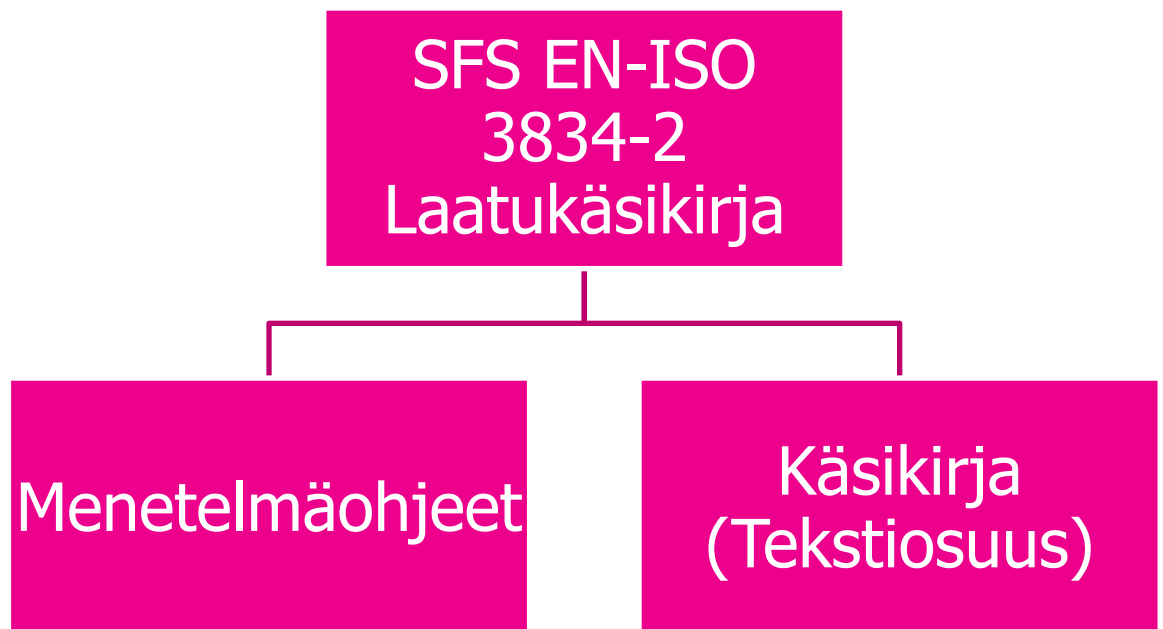 SFS EN-ISO
3834-2
Laatukäsikirja
Menetelmäohjeet
Käsikirja
(Tekstiosuus)